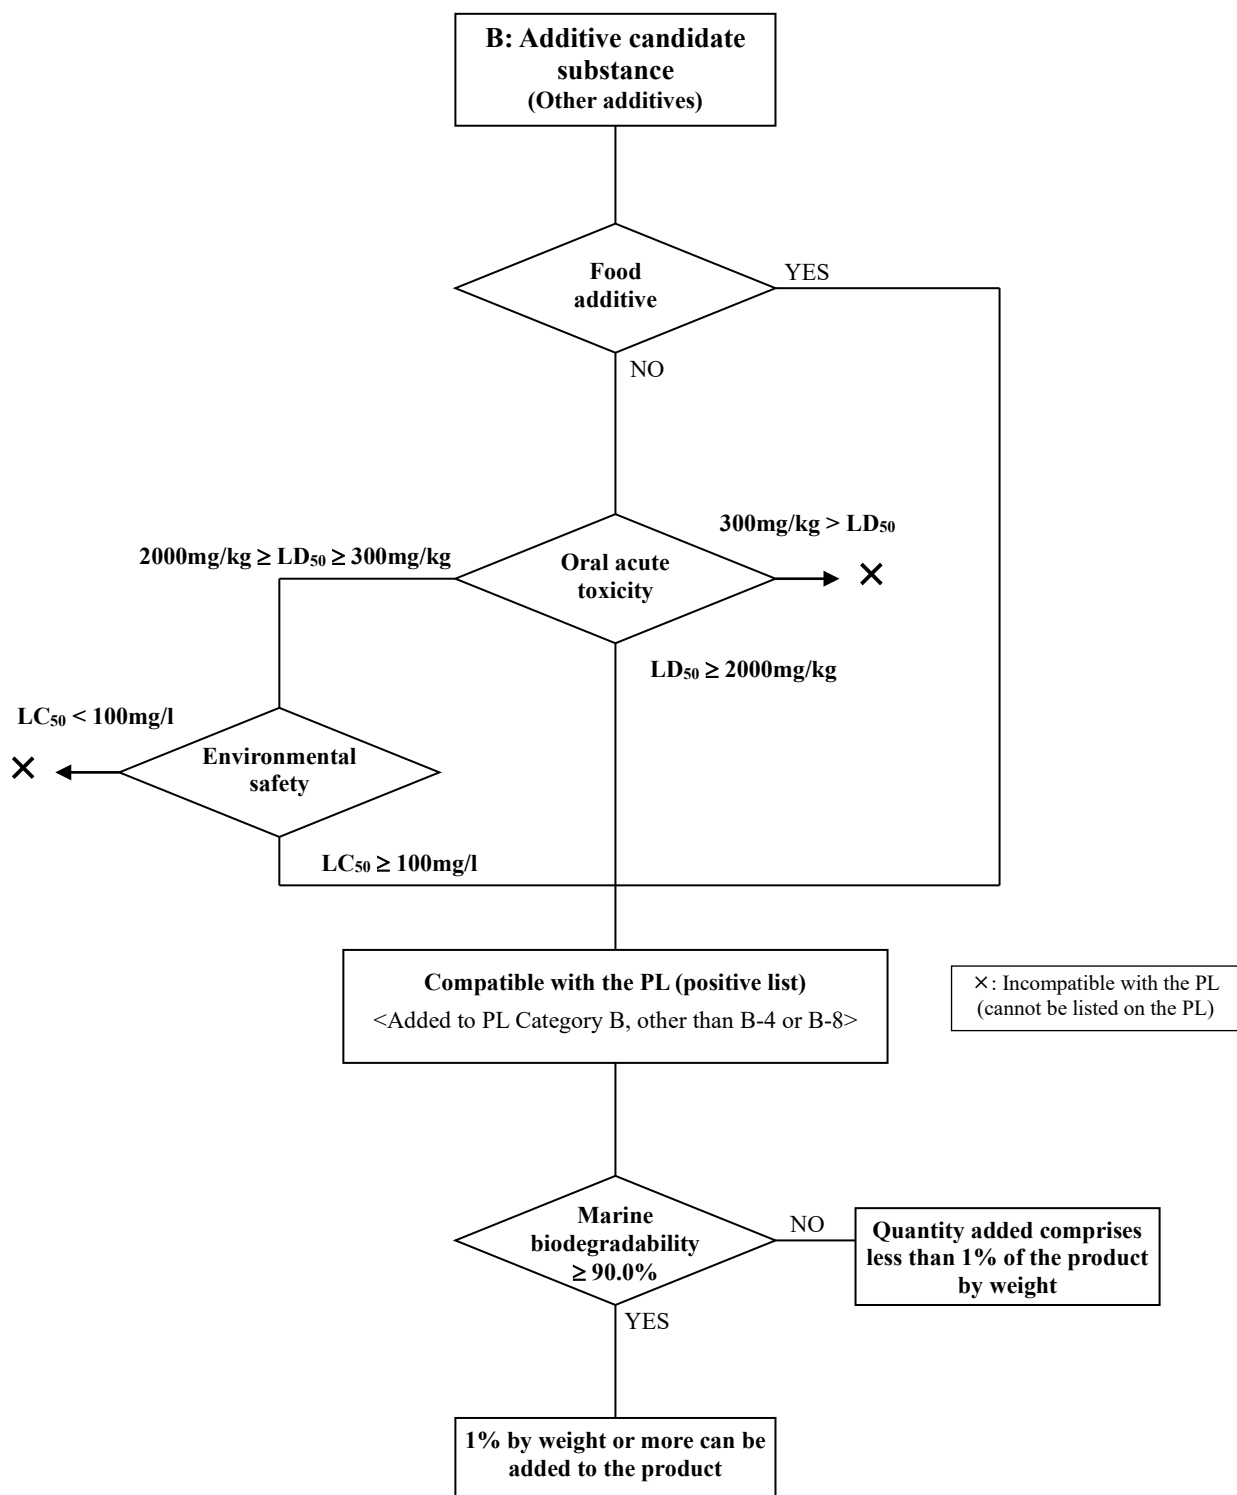 B: Additive candidate
substance
(Other additives)
Food
additive
YES
NO
300mg/kg > LD₅₀
2000mg/kg ≥ LD₅₀ ≥ 300mg/kg
Oral acute
toxicity
×
LD₅₀ ≥ 2000mg/kg
LC₅₀ < 100mg/l
×
Environmental
safety
LC₅₀ ≥ 100mg/l
Compatible with the PL (positive list)
<Added to PL Category B, other than B-4 or B-8>
×: Incompatible with the PL
(cannot be listed on the PL)
Marine
biodegradability
≥ 90.0%
NO
Quantity added comprises
less than 1% of the product
by weight
YES
1% by weight or more can be
added to the product